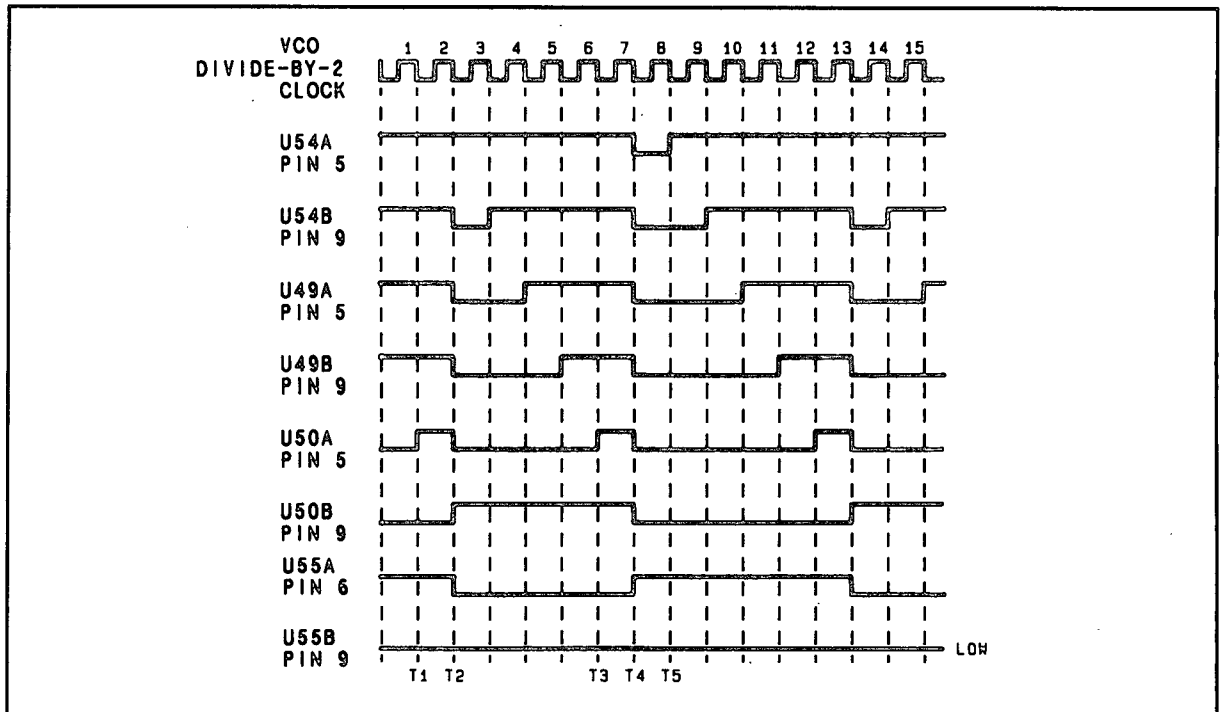 VCO
DIVIDE-BY-2
CLOCK
1 2 3 4 5 6 7 8 9 10 11 12 13 14 15
U54A
PIN 5
U54B
PIN 9
U49A
PIN 5
U49B
PIN 9
U50A
PIN 5
U50B
PIN 9
U55A
PIN 6
U55B
PIN 9
LOW
T1 T2 T3 T4 T5